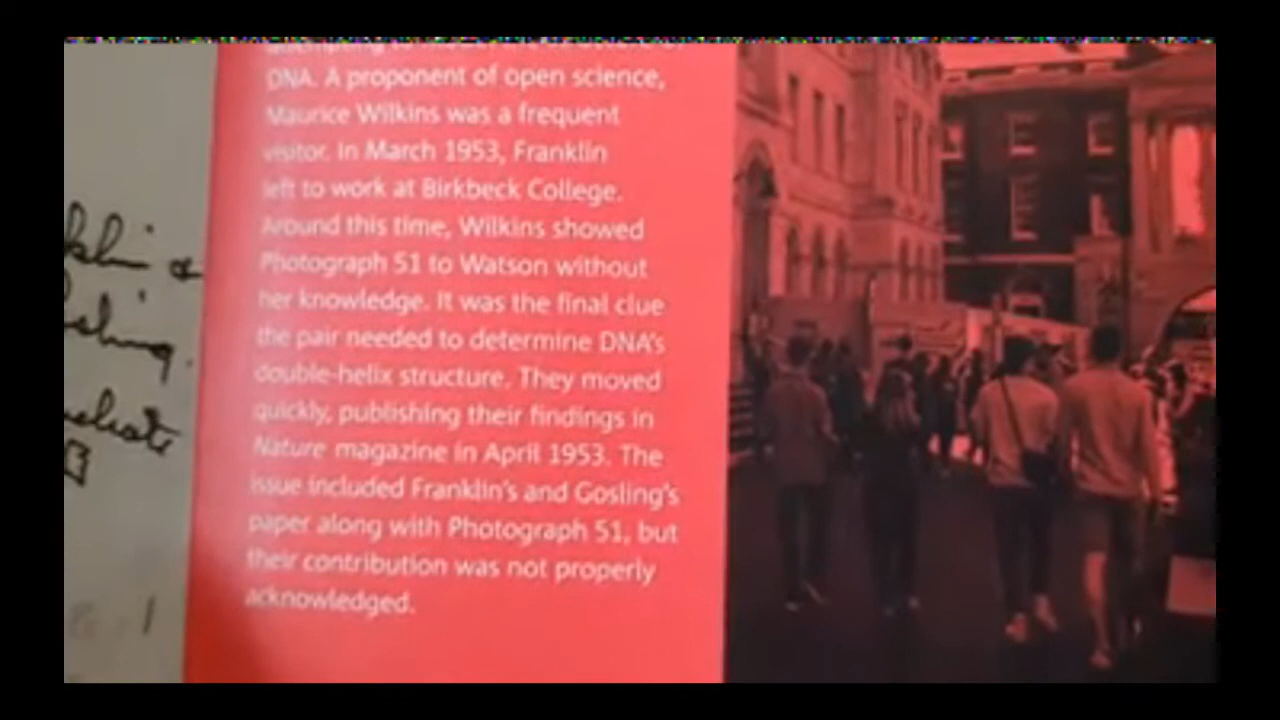 DNA. A proponent of open science,
Maurice Wilkins was a frequent
visitor. In March 1953, Franklin
left to work at Birkbeck College.
Around this time, Wilkins showed
Photograph 51 to Watson without
her knowledge. It was the final clue
the pair needed to determine DNA's
double-helix structure. They moved
quickly, publishing their findings in
Nature magazine in April 1953. The
issue included Franklin's and Gosling's
paper along with Photograph 51, but
their contribution was not properly
acknowledged.